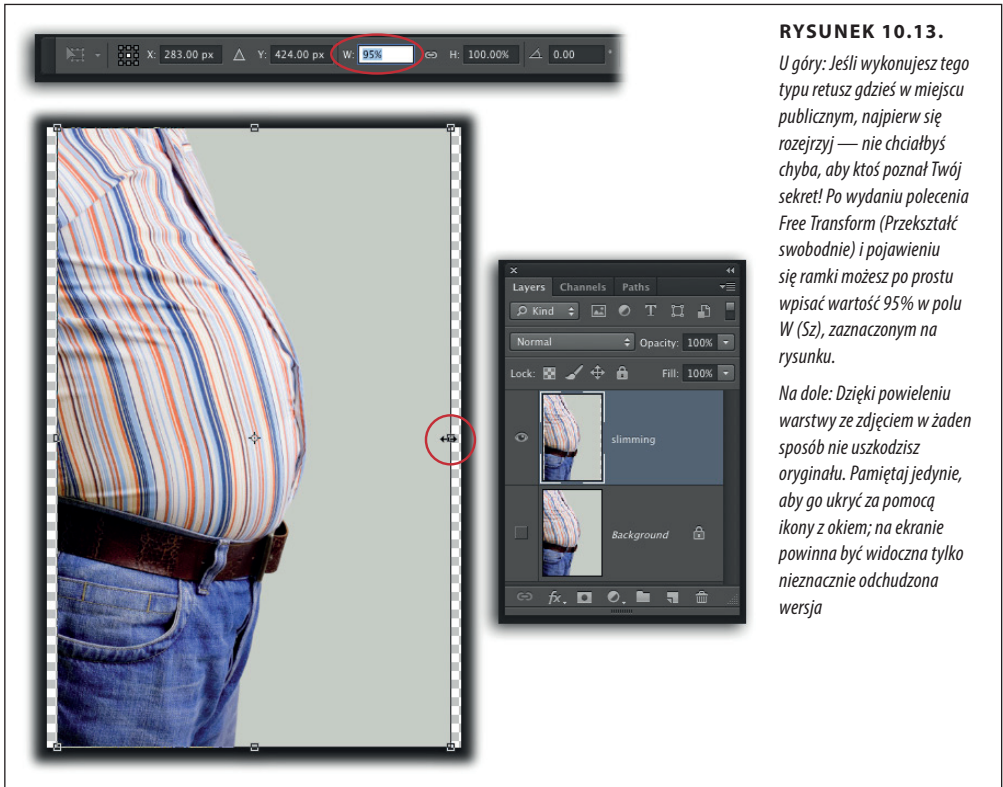 X: 283.00 px Y: 424.00 px W: 95% H: 100.00% 0.00 °
RYSUNEK 10.13.
U góry: Jeśli wykonujesz tego
typu retusz gdzieś w miejscu
publicznym, najpierw się
rozejrzyj — nie chciałbyś
chyba, aby ktoś poznał Twój
sekret! Po wydaniu polecenia
Free Transform (Przekształć
swobodnie) i pojawieniu
się ramki możesz po prostu
wpisać wartość 95% w polu
W (Sz), zaznaczonym na
rysunku.
Na dole: Dzięki powieleniu
warstwy ze zdjęciem w żaden
sposób nie uszkodzisz
oryginału. Pamiętaj jedynie,
aby go ukryć za pomocą
ikony z okiem; na ekranie
powinna być widoczna tylko
nieznacznie odchudzona
wersja
Layers Channels Paths
Kind
Normal Opacity: 100%
Lock: Fill: 100%
slimming
Background
fx